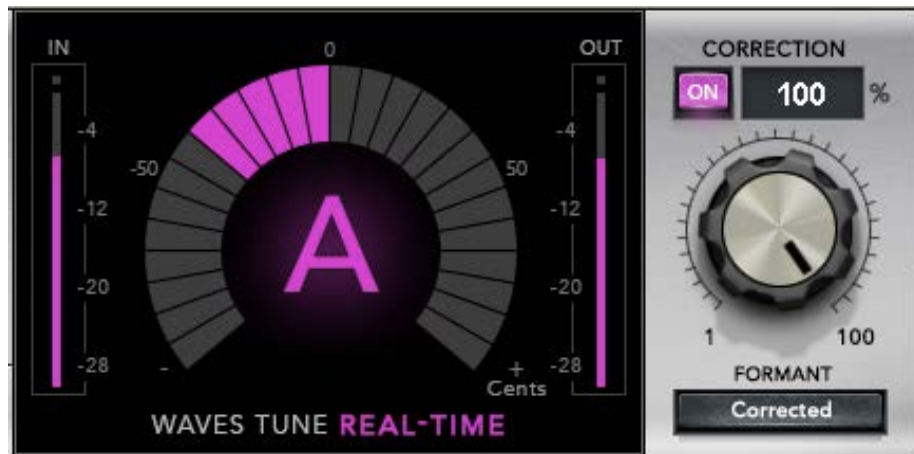 IN
0
OUT
-4
-12
-20
-28
-50
50
-4
-12
-20
-28
A
-
+
Cents
WAVES TUNE REAL-TIME
CORRECTION
ON 100 %
1 100
FORMANT
Corrected